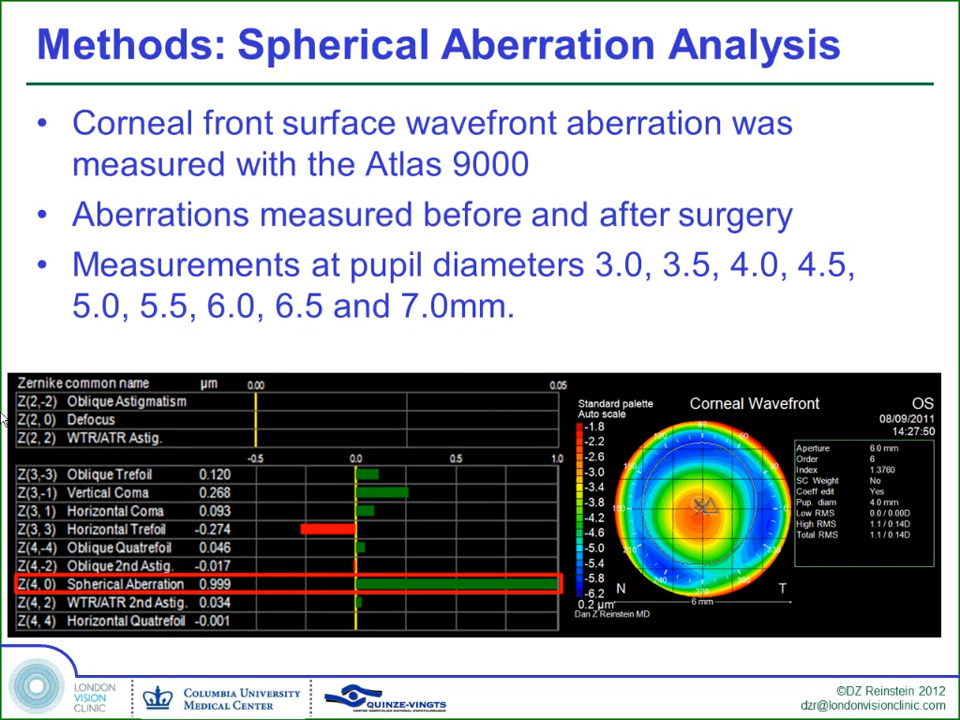 Methods: Spherical Aberration Analysis
• Corneal front surface wavefront aberration was
measured with the Atlas 9000
• Aberrations measured before and after surgery
• Measurements at pupil diameters 3.0, 3.5, 4.0, 4.5,
5.0, 5.5, 6.0, 6.5 and 7.0mm.
Zernike common name µm 0.00 0.05
Z(2,-2) Oblique Astigmatism
Z(2, 0) Defocus
Z(2, 2) WTR/ATR Astig.
-0.5 0.0 0.5 1.0
Z(3,-3) Oblique Trefoil 0.120
Z(3,-1) Vertical Coma 0.268
Z(3, 1) Horizontal Coma 0.093
Z(3, 3) Horizontal Trefoil -0.274
Z(4,-4) Oblique Quatrefoil 0.046
Z(4,-2) Oblique 2nd Astig. -0.017
Z(4, 0) Spherical Aberration 0.999
Z(4, 2) WTR/ATR 2nd Astig. 0.034
Z(4, 4) Horizontal Quatrefoil -0.001
Standard palette
Auto scale
Corneal Wavefront
OS
08/09/2011
14:27:50
-1.8
-2.2
-2.6
-3.0
-3.4
-3.8
-4.2
-4.6
-5.0
-5.4
-5.8
-6.2
0.2 µm
Dan Z Reinstein MD
N
T
6 mm
Aperture 6.0 mm
Order 6
Index 1.3760
SC Weight No
Coeff edit Yes
Pup. diam 4.0 mm
Low RMS 0.0 / 0.00D
High RMS 1.1 / 0.14D
Total RMS 1.1 / 0.14D
LONDON
VISION
CLINIC
COLUMBIA UNIVERSITY
MEDICAL CENTER
QUINZE-VINGTS
©DZ Reinstein 2012
dzr@londonvisionclinic.com